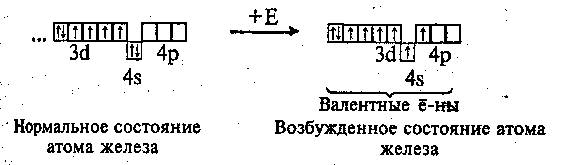 +E
... 3d 4p 3d 4p
4s 4s
Валентные ē-ны
Нормальное состояние Возбужденное состояние атома
атома железа железа